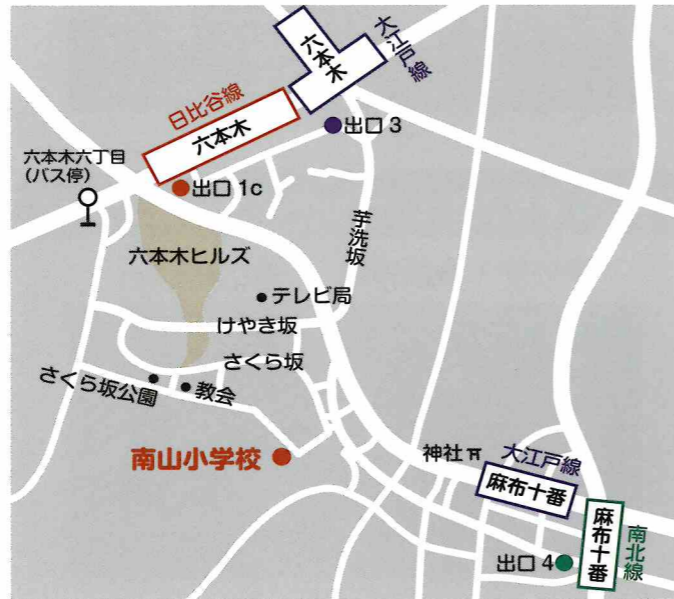 六本木
大江戸線
日比谷線
六本木
出口 3
六本木六丁目
(バス停)
出口 1c
芋洗坂
六本木ヒルズ
テレビ局
けやき坂
さくら坂
さくら坂公園
教会
南山小学校
神社
大江戸線
麻布十番
麻布十番
南北線
出口 4